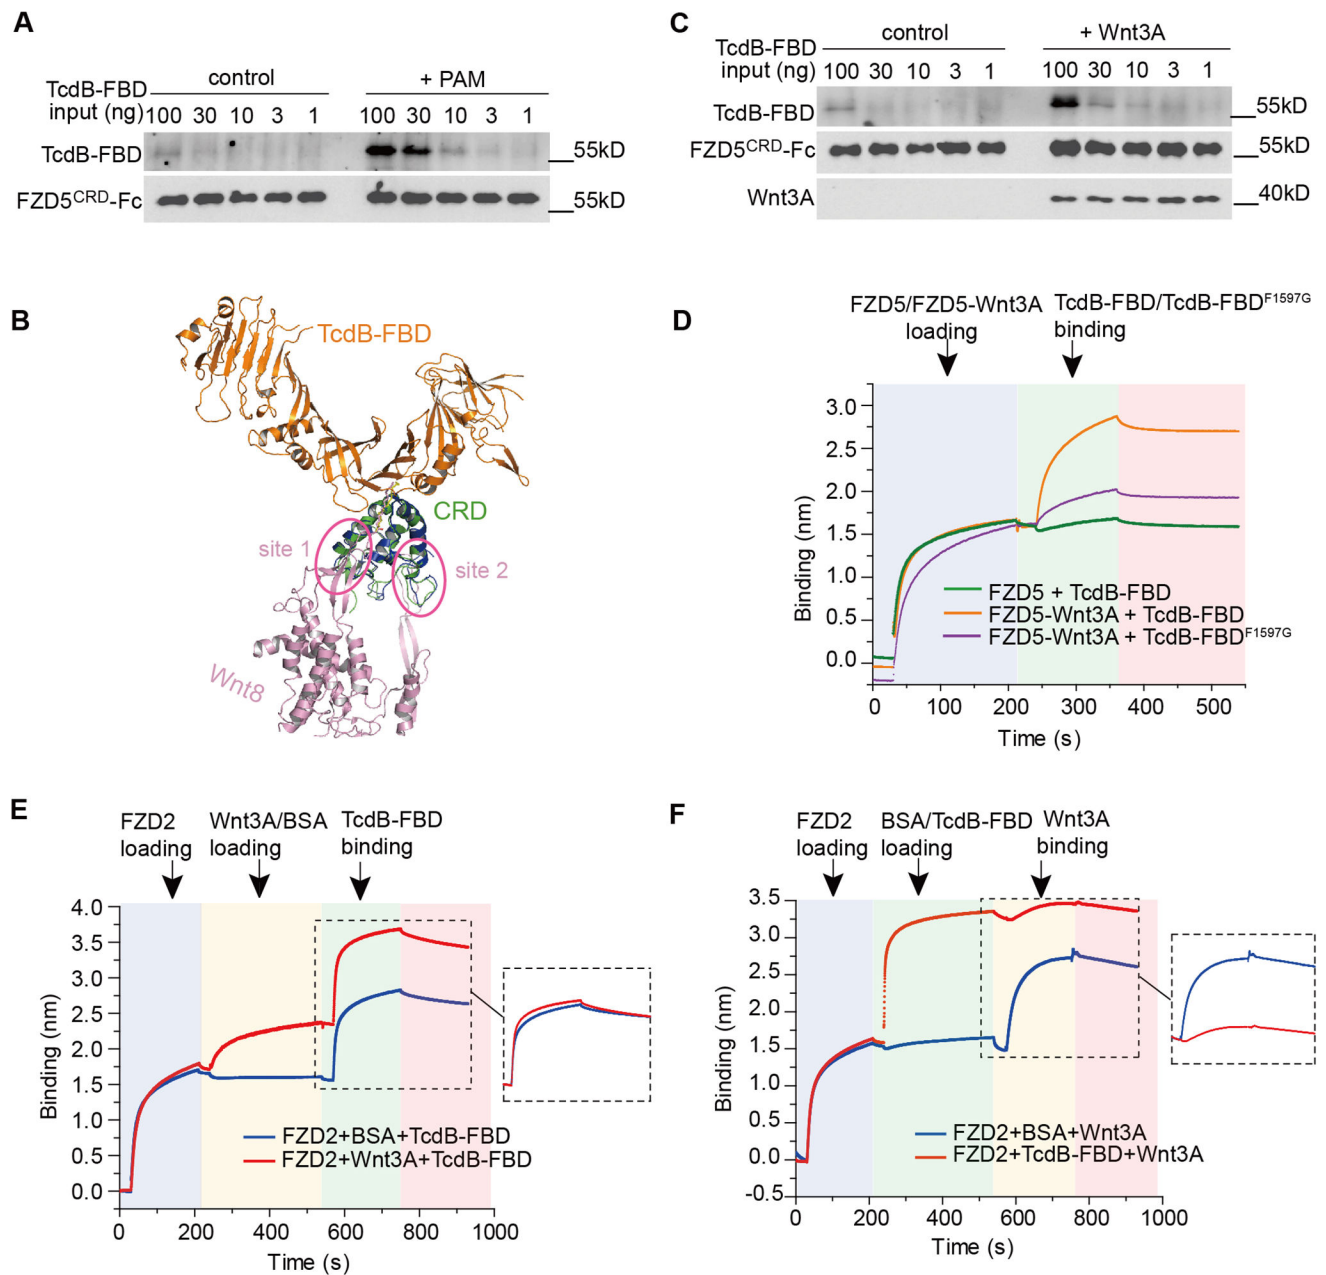 A
TcdB-FBD control + PAM
input (ng) 100 30 10 3 1 100 30 10 3 1
TcdB-FBD 55kD
FZD5CRD-Fc 55kD
C
TcdB-FBD control + Wnt3A
input (ng) 100 30 10 3 1 100 30 10 3 1
TcdB-FBD 55kD
FZD5CRD-Fc 55kD
Wnt3A 40kD
B
TcdB-FBD
CRD
site 1
site 2
Wnt8
D
FZD5/FZD5-Wnt3A
loading
TcdB-FBD/TcdB-FBDF1597G
binding
Binding (nm)
3.0
2.5
2.0
1.5
1.0
0.5
0.0
FZD5 + TcdB-FBD
FZD5-Wnt3A + TcdB-FBD
FZD5-Wnt3A + TcdB-FBDF1597G
0 100 200 300 400 500
Time (s)
E
FZD2
loading
Wnt3A/BSA
loading
TcdB-FBD
binding
Binding (nm)
4.0
3.5
3.0
2.5
2.0
1.5
1.0
0.5
0.0
FZD2+BSA+TcdB-FBD
FZD2+Wnt3A+TcdB-FBD
0 200 400 600 800 1000
Time (s)
F
FZD2
loading
BSA/TcdB-FBD
loading
Wnt3A
binding
Binding (nm)
3.5
3.0
2.5
2.0
1.5
1.0
0.5
0.0
-0.5
FZD2+BSA+Wnt3A
FZD2+TcdB-FBD+Wnt3A
0 200 400 600 800 1000
Time (s)